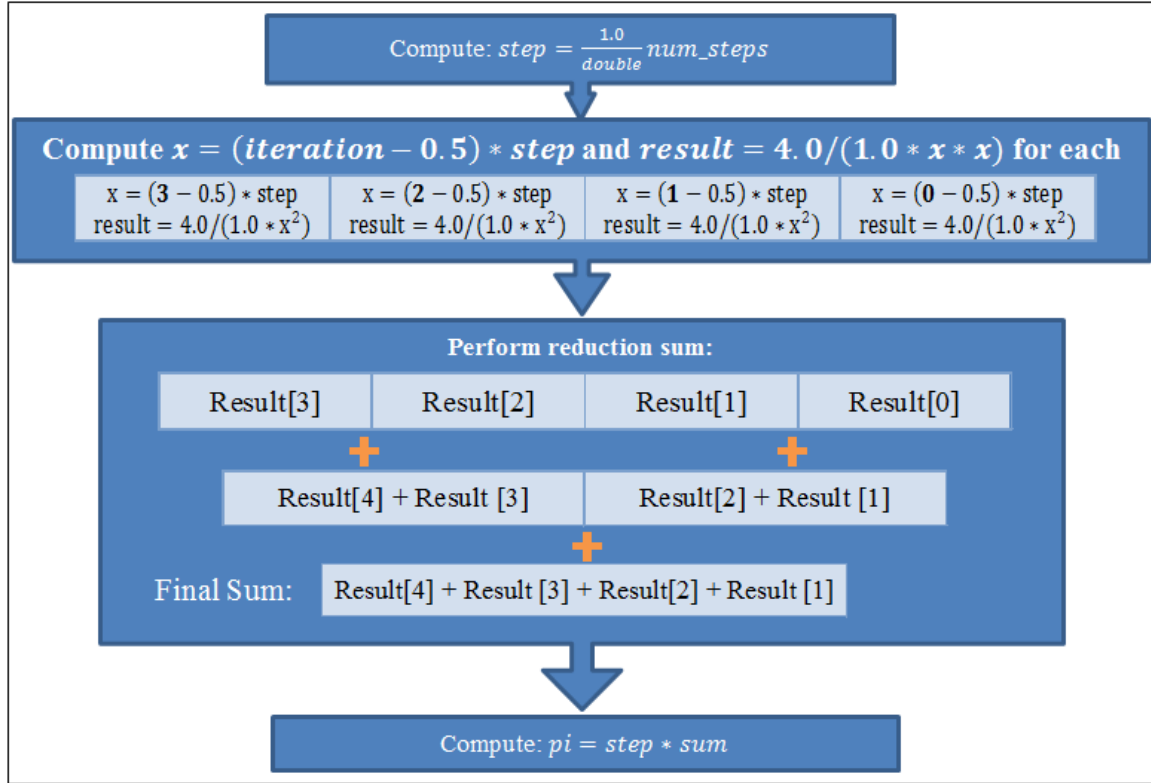 Compute: step = 1.0/double num_steps
Compute x = (iteration − 0.5) * step and result = 4.0/(1.0 * x * x) for each
x = (3 − 0.5) * step
result = 4.0/(1.0 * x²)
x = (2 − 0.5) * step
result = 4.0/(1.0 * x²)
x = (1 − 0.5) * step
result = 4.0/(1.0 * x²)
x = (0 − 0.5) * step
result = 4.0/(1.0 * x²)
Perform reduction sum:
Result[3] Result[2] Result[1] Result[0]
+ +
Result[4] + Result [3] Result[2] + Result [1]
+
Final Sum: Result[4] + Result [3] + Result[2] + Result [1]
Compute: pi = step * sum